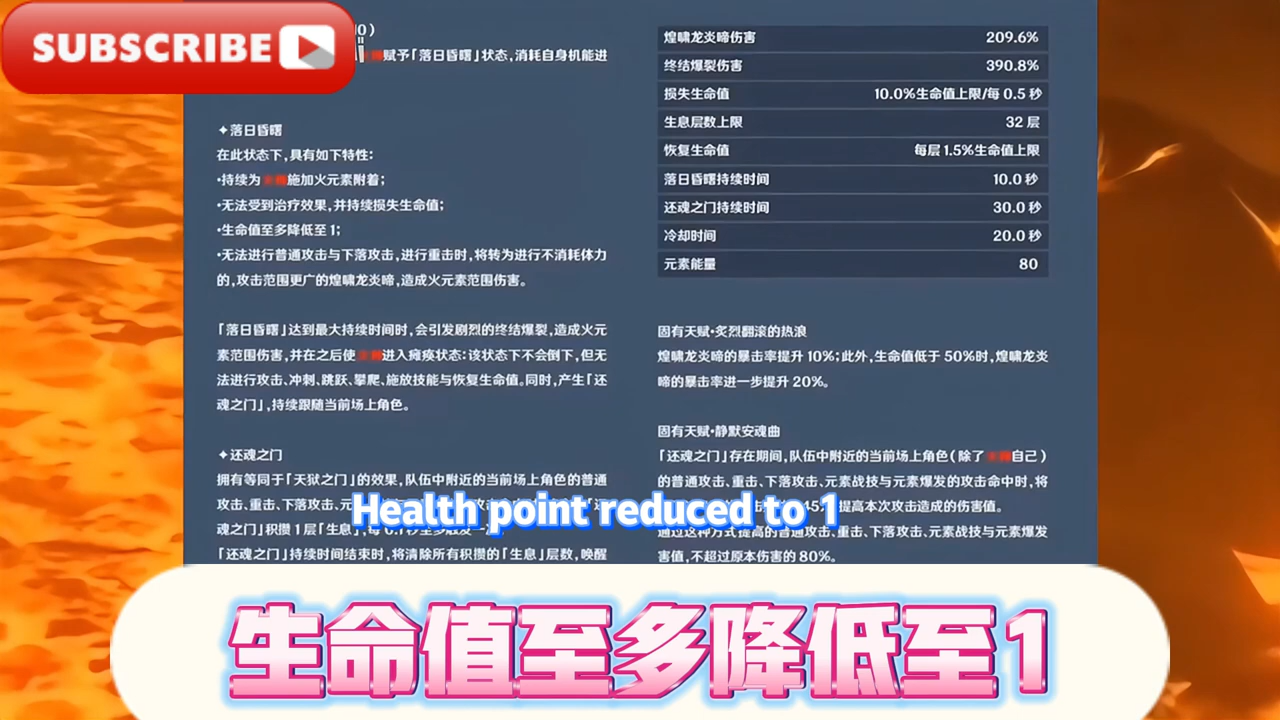 SUBSCRIBE
0)
赋予「落日昏曙」状态,消耗自身机能进
✦落日昏曙
在此状态下,具有如下特性:
•持续为
施加火元素附着;
•无法受到治疗效果,并持续损失生命值;
•生命值至多降低至1;
•无法进行普通攻击与下落攻击,进行重击时,将转为进行不消耗体力
的,攻击范围更广的煌啸龙炎啼,造成火元素范围伤害。
「落日昏曙」达到最大持续时间时,会引发剧烈的终结爆裂,造成火元
素范围伤害,并在之后使
进入瘫痪状态:该状态下不会倒下,但无
法进行攻击、冲刺、跳跃、攀爬、施放技能与恢复生命值。同时,产生「还
魂之门」,持续跟随当前场上角色。
✦还魂之门
拥有等同于「天狱之门」的效果,队伍中附近的当前场上角色的普通
攻击、重击、下落攻击、元
魂之门」积攒1层「生息」,每
「还魂之门」持续时间结束时,将清除所有积攒的「生息」层数,唤醒
煌啸龙炎啼伤害 209.6%
终结爆裂伤害 390.8%
损失生命值 10.0%生命值上限/每 0.5 秒
生息层数上限 32 层
恢复生命值 每层1.5%生命值上限
落日昏曙持续时间 10.0 秒
还魂之门持续时间 30.0 秒
冷却时间 20.0 秒
元素能量 80
固有天赋•炙烈翻滚的热浪
煌啸龙炎啼的暴击率提升 10%;此外,生命值低于 50%时,煌啸龙炎
啼的暴击率进一步提升 20%。
固有天赋•静默安魂曲
「还魂之门」存在期间,队伍中附近的当前场上角色(除了
自己)
的普通攻击、重击、下落攻击、元素战技与元素爆发的攻击命中时,将
提高本次攻击造成的伤害值。
通过这种方式提高的普通攻击、重击、下落攻击、元素战技与元素爆发
害值,不超过原本伤害的 80%。
Health point reduced to 1
生命值至多降低至1